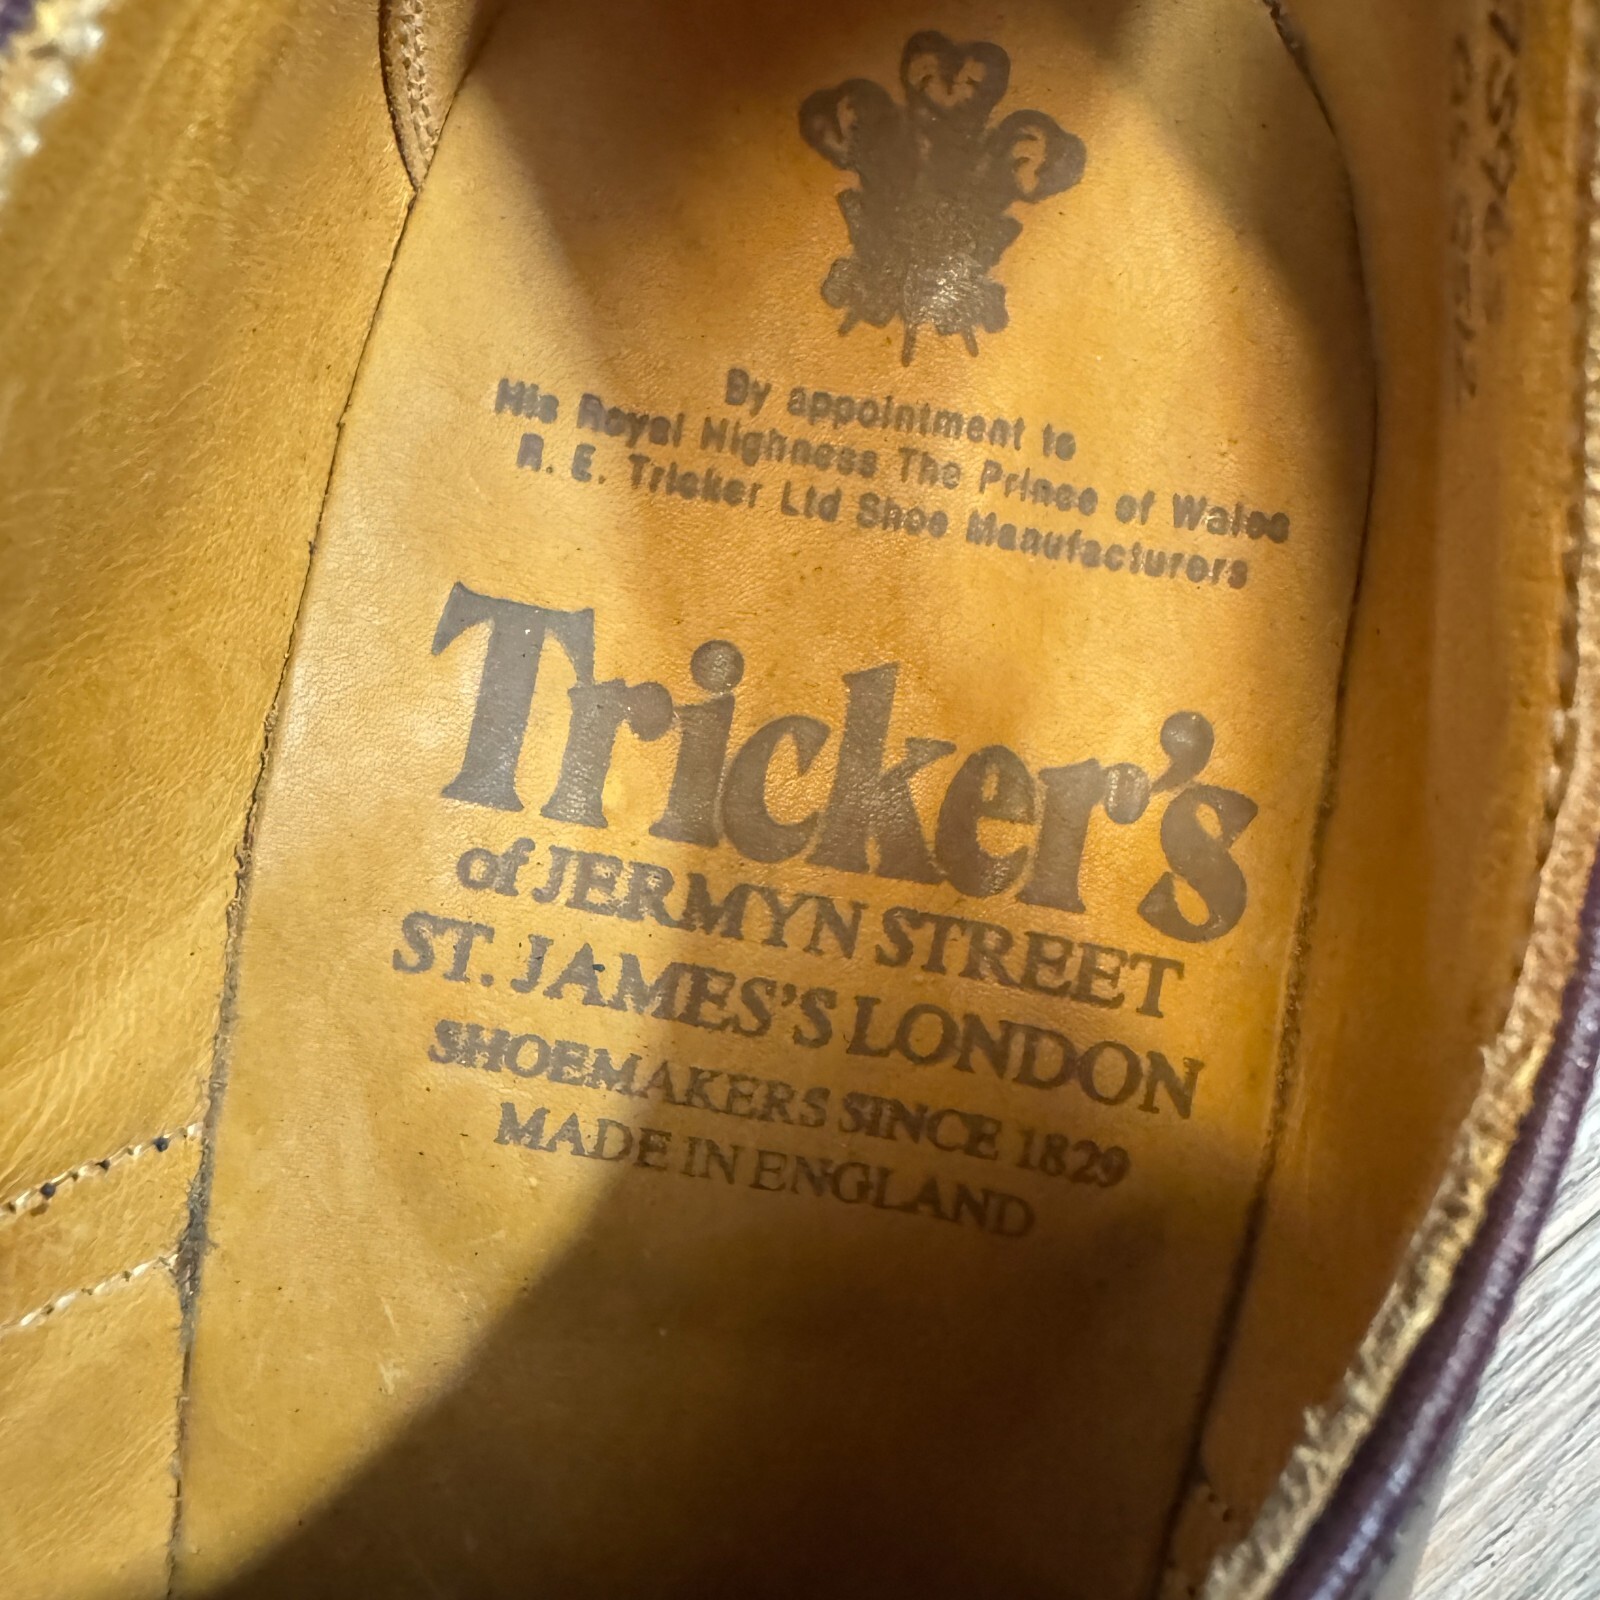 By appointment to
His Royal Highness The Prince of Wales
R. E. Tricker Ltd Shoe Manufacturers
Tricker's
of JERMYN STREET
ST. JAMES'S LONDON
SHOEMAKERS SINCE 1829
MADE IN ENGLAND